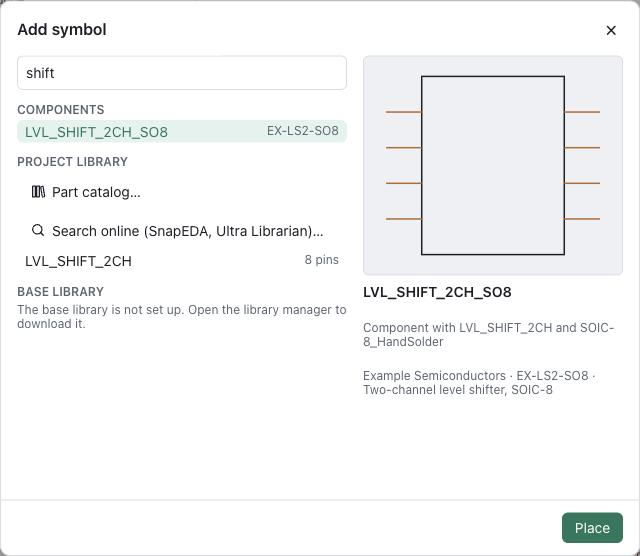 Add symbol
shift
COMPONENTS
LVL_SHIFT_2CH_SO8 EX-LS2-SO8
PROJECT LIBRARY
Part catalog...
Search online (SnapEDA, Ultra Librarian)...
LVL_SHIFT_2CH 8 pins
BASE LIBRARY
The base library is not set up. Open the library manager to
download it.
LVL_SHIFT_2CH_SO8
Component with LVL_SHIFT_2CH and SOIC-
8_HandSolder
Example Semiconductors · EX-LS2-SO8 ·
Two-channel level shifter, SOIC-8
Place